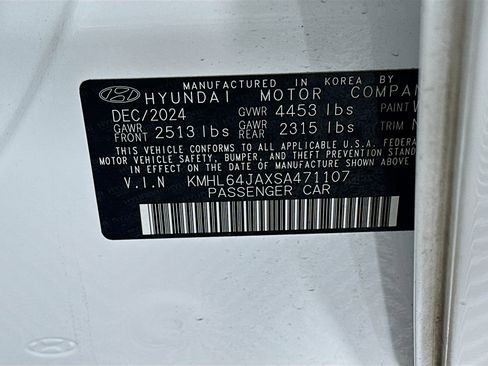 MANUFACTURED IN KOREA BY
HYUNDAI MOTOR COMPAN
DEC/2024 GVWR 4453 lbs PAINT
GAWR FRONT 2513 lbs GAWR REAR 2315 lbs TRIM
THIS VEHICLE CONFORMS TO ALL APPLICABLE U.S.A. FEDERA
MOTOR VEHICLE SAFETY, BUMPER, AND THEFT PREVENTION
IN EFFECT ON THE DATE OF MANUFACTURE SHOWN
V.I.N KMHL64JAXSA471107
PASSENGER CAR